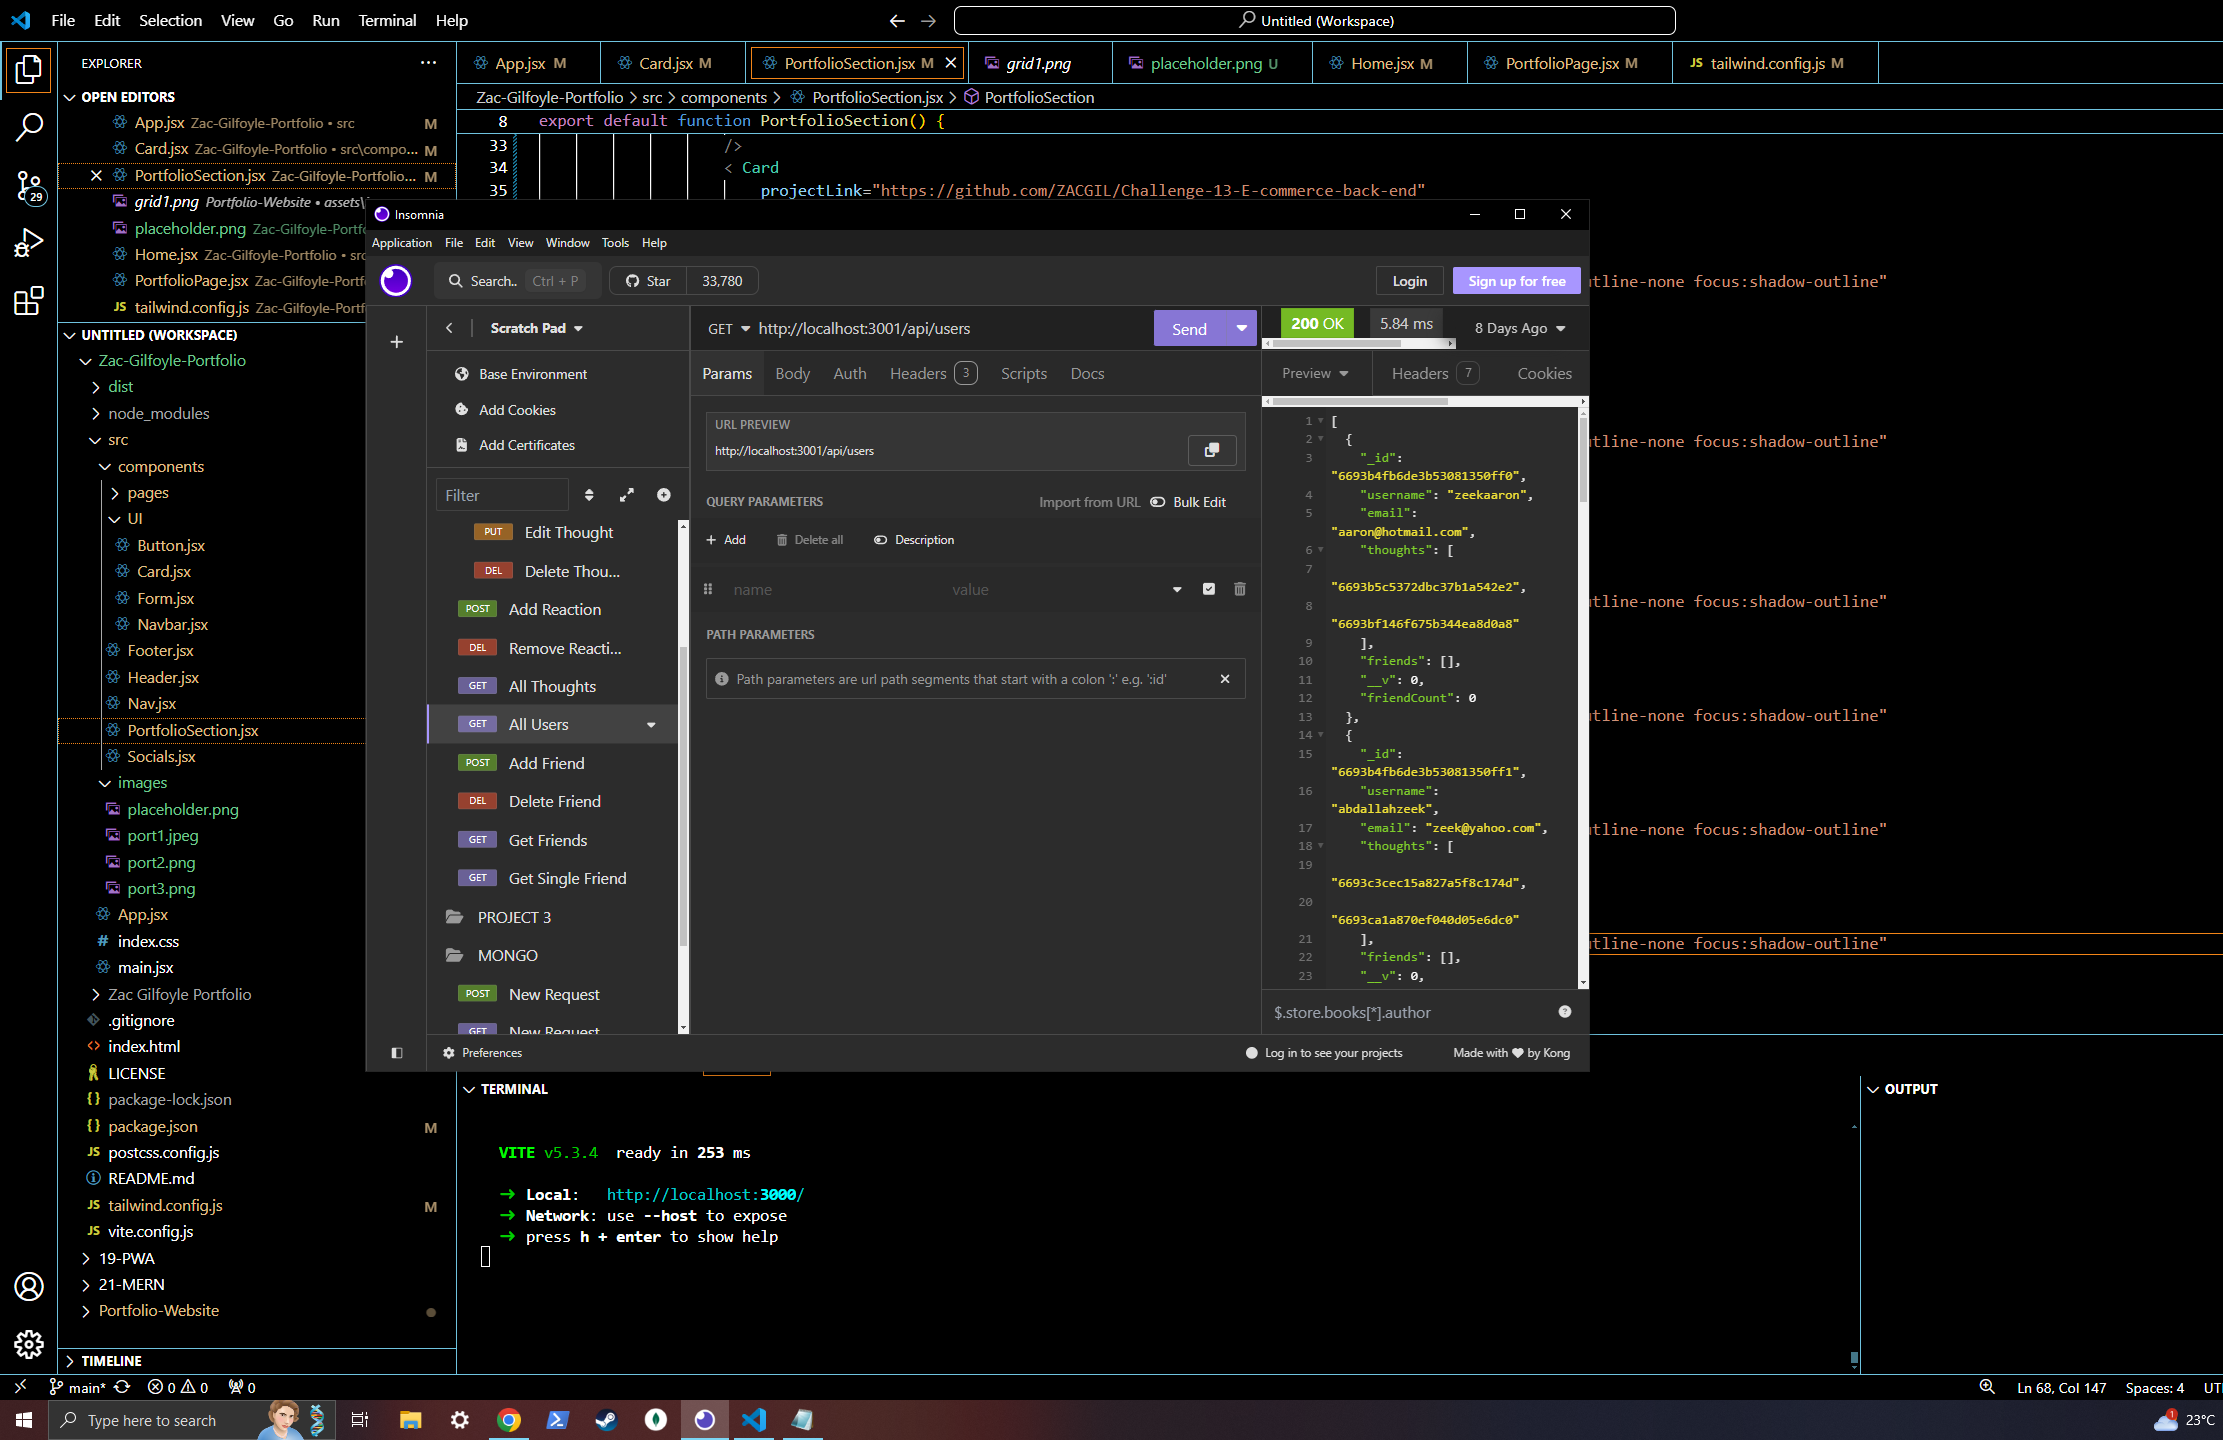 File Edit Selection View Go Run Terminal Help
Untitled (Workspace)
EXPLORER
OPEN EDITORS
App.jsx Zac-Gilfoyle-Portfolio • src M
Card.jsx Zac-Gilfoyle-Portfolio • src\compo... M
PortfolioSection.jsx Zac-Gilfoyle-Portfolio... M
grid1.png Portfolio-Website • assets\
placeholder.png Zac-Gilfoyle-Portf
Home.jsx Zac-Gilfoyle-Portfolio • src
PortfolioPage.jsx Zac-Gilfoyle-Portf
tailwind.config.js Zac-Gilfoyle-Portf
UNTITLED (WORKSPACE)
Zac-Gilfoyle-Portfolio
dist
node_modules
src
components
pages
UI
Button.jsx
Card.jsx
Form.jsx
Navbar.jsx
Footer.jsx
Header.jsx
Nav.jsx
PortfolioSection.jsx
Socials.jsx
images
placeholder.png
port1.jpeg
port2.png
port3.png
App.jsx
index.css
main.jsx
Zac Gilfoyle Portfolio
.gitignore
index.html
LICENSE
package-lock.json
package.json M
postcss.config.js
README.md
tailwind.config.js M
vite.config.js
19-PWA
21-MERN
Portfolio-Website
TIMELINE
29
App.jsx M Card.jsx M PortfolioSection.jsx M grid1.png placeholder.png U Home.jsx M PortfolioPage.jsx M JS tailwind.config.js M
Zac-Gilfoyle-Portfolio > src > components > PortfolioSection.jsx > PortfolioSection
8 export default function PortfolioSection() {
33 />
34 < Card
35 projectLink="https://github.com/ZACGIL/Challenge-13-E-commerce-back-end"
utline-none focus:shadow-outline"
utline-none focus:shadow-outline"
utline-none focus:shadow-outline"
utline-none focus:shadow-outline"
utline-none focus:shadow-outline"
utline-none focus:shadow-outline"
Insomnia
Application File Edit View Window Tools Help
Search.. Ctrl + P Star 33,780 Login Sign up for free
Scratch Pad
Base Environment
Add Cookies
Add Certificates
Filter
PUT Edit Thought
DEL Delete Thou...
POST Add Reaction
DEL Remove Reacti...
GET All Thoughts
GET All Users
POST Add Friend
DEL Delete Friend
GET Get Friends
GET Get Single Friend
PROJECT 3
MONGO
POST New Request
GET New Request
Preferences
GET http://localhost:3001/api/users Send
Params Body Auth Headers 3 Scripts Docs
URL PREVIEW
http://localhost:3001/api/users
QUERY PARAMETERS Import from URL Bulk Edit
Add Delete all Description
name value
PATH PARAMETERS
Path parameters are url path segments that start with a colon ':' e.g. ':id'
200 OK 5.84 ms 8 Days Ago
Preview Headers 7 Cookies
1 [
2 {
3 "_id":
"6693b4fb6de3b53081350ff0",
4 "username": "zeekaaron",
5 "email":
"aaron@hotmail.com",
6 "thoughts": [
7
"6693b5c5372dbc37b1a542e2",
8
"6693bf146f675b344ea8d0a8"
9 ],
10 "friends": [],
11 "__v": 0,
12 "friendCount": 0
13 },
14 {
15 "_id":
"6693b4fb6de3b53081350ff1",
16 "username":
"abdallahzeek",
17 "email": "zeek@yahoo.com",
18 "thoughts": [
19
"6693c3cec15a827a5f8c174d",
20
"6693ca1a870ef040d05e6dc0"
21 ],
22 "friends": [],
23 "__v": 0,
$.store.books[*].author
Log in to see your projects Made with ♥ by Kong
TERMINAL
VITE v5.3.4 ready in 253 ms
➜ Local: http://localhost:3000/
➜ Network: use --host to expose
➜ press h + enter to show help
OUTPUT
main* 0 0 0
Ln 68, Col 147 Spaces: 4 UTF
Type here to search
1 23°C